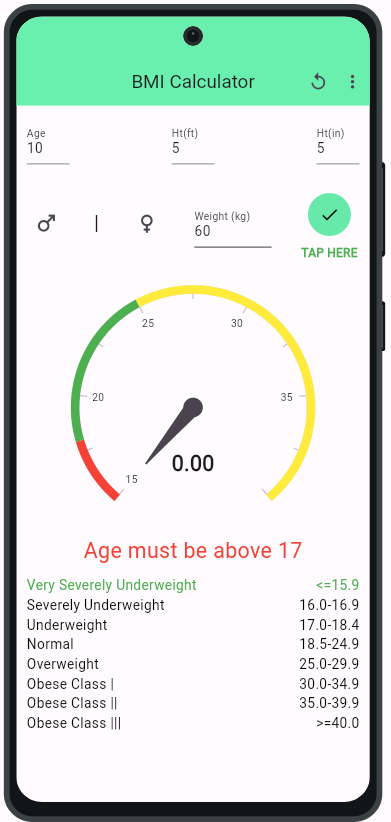 BMI Calculator
Age Ht(ft) Ht(in)
10 5 5
Weight (kg)
60
TAP HERE
25 30
20 35
15
0.00
Age must be above 17
Very Severely Underweight <=15.9
Severely Underweight 16.0-16.9
Underweight 17.0-18.4
Normal 18.5-24.9
Overweight 25.0-29.9
Obese Class | 30.0-34.9
Obese Class || 35.0-39.9
Obese Class ||| >=40.0